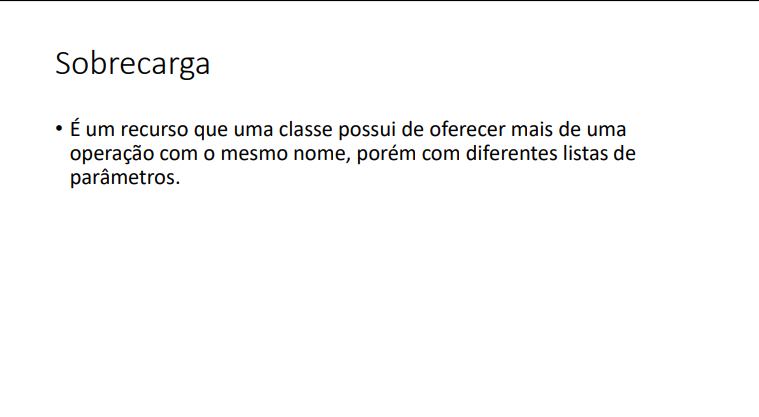 Sobrecarga
• É um recurso que uma classe possui de oferecer mais de uma
operação com o mesmo nome, porém com diferentes listas de
parâmetros.